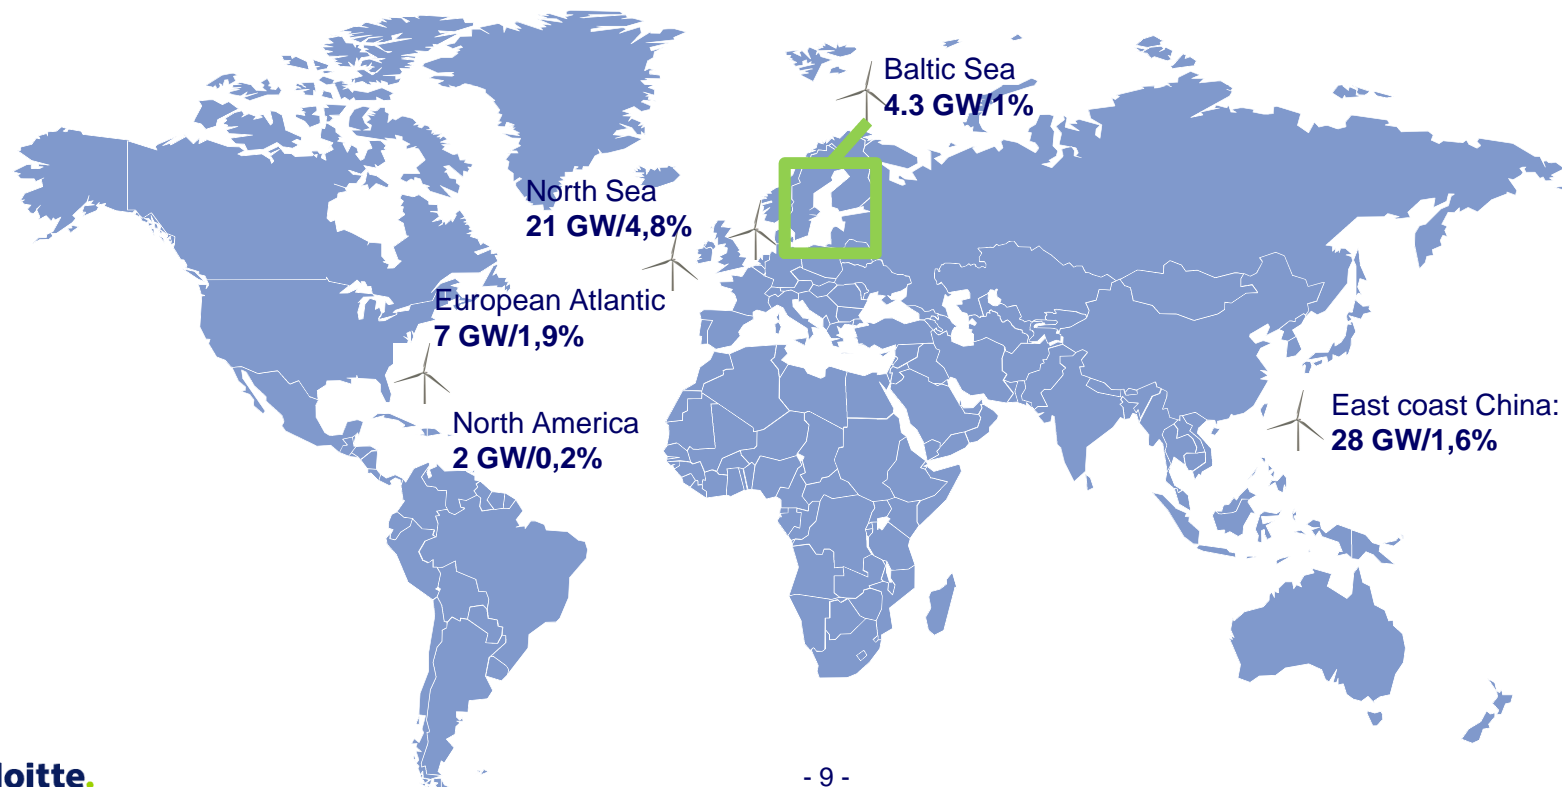 Baltic Sea
4.3 GW/1%
North Sea
21 GW/4,8%
European Atlantic
7 GW/1,9%
North America
2 GW/0,2%
East coast China:
28 GW/1,6%
loitte.
- 9 -